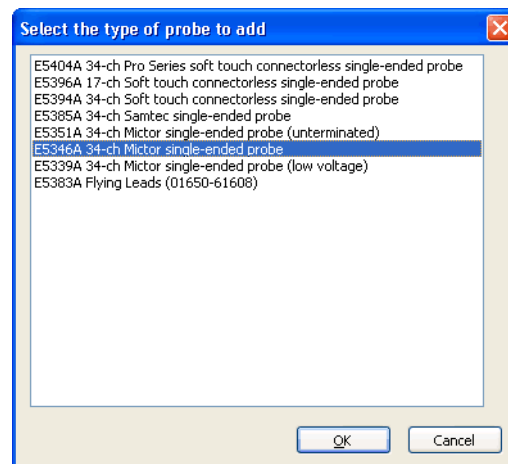 Select the type of probe to add
E5404A 34-ch Pro Series soft touch connectorless single-ended probe
E5396A 17-ch Soft touch connectorless single-ended probe
E5394A 34-ch Soft touch connectorless single-ended probe
E5385A 34-ch Samtec single-ended probe
E5351A 34-ch Mictor single-ended probe (unterminated)
E5346A 34-ch Mictor single-ended probe
E5339A 34-ch Mictor single-ended probe (low voltage)
E5383A Flying Leads (01650-61608)
OK
Cancel